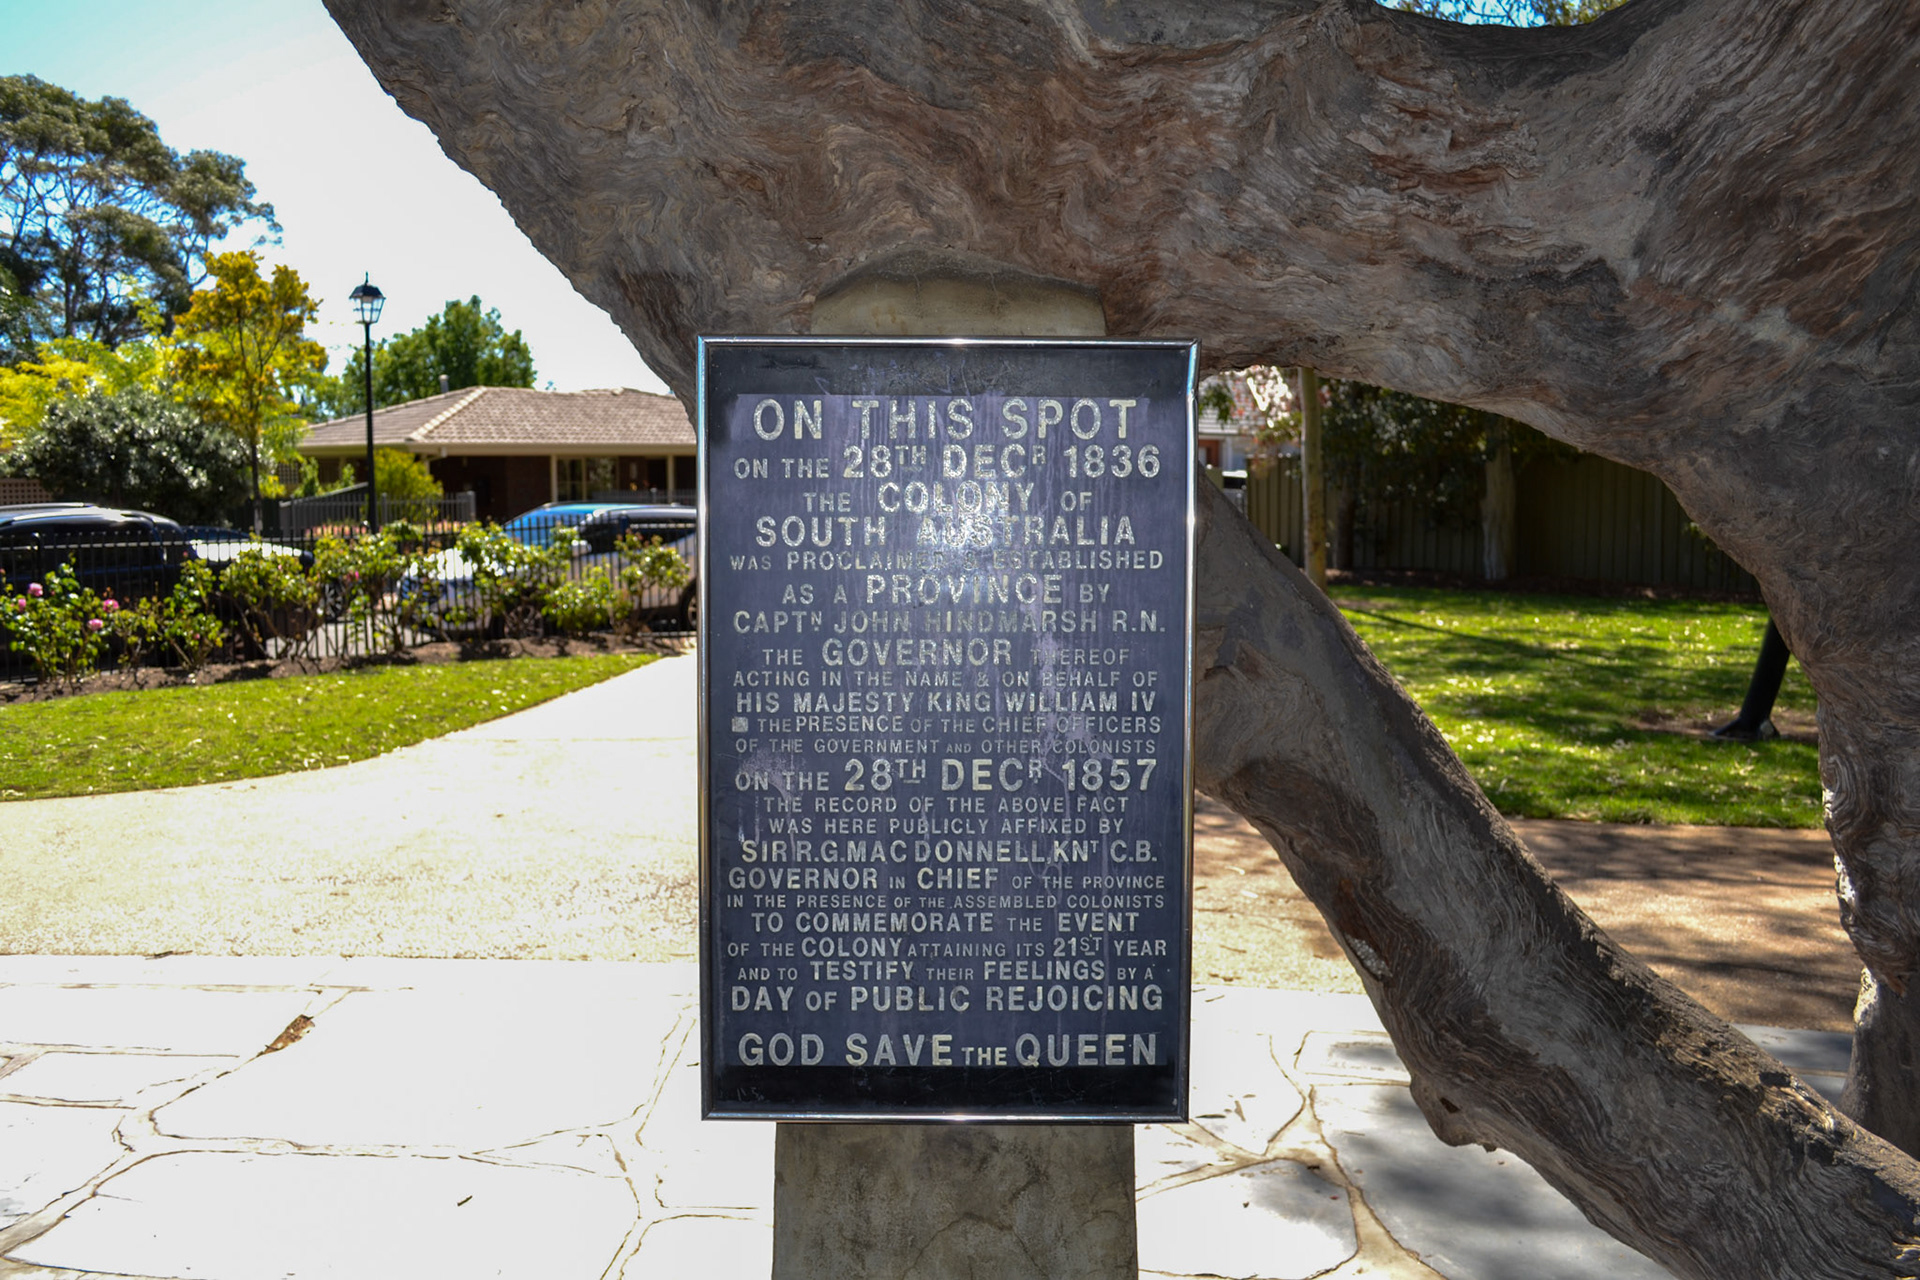 ON THIS SPOT
ON THE 28TH DECR 1836
THE COLONY OF
SOUTH AUSTRALIA
WAS PROCLAIMED & ESTABLISHED
AS A PROVINCE BY
CAPTN JOHN HINDMARSH R.N.
THE GOVERNOR THEREOF
ACTING IN THE NAME & ON BEHALF OF
HIS MAJESTY KING WILLIAM IV
THE PRESENCE OF THE CHIEF OFFICERS
OF THE GOVERNMENT AND OTHER COLONISTS
ON THE 28TH DECR 1857
THE RECORD OF THE ABOVE FACT
WAS HERE PUBLICLY AFFIXED BY
SIR R.G. MAC DONNELL, KNT C.B.
GOVERNOR IN CHIEF OF THE PROVINCE
IN THE PRESENCE OF THE ASSEMBLED COLONISTS
TO COMMEMORATE THE EVENT
OF THE COLONY ATTAINING ITS 21ST YEAR
AND TO TESTIFY THEIR FEELINGS BY A
DAY OF PUBLIC REJOICING
GOD SAVE THE QUEEN